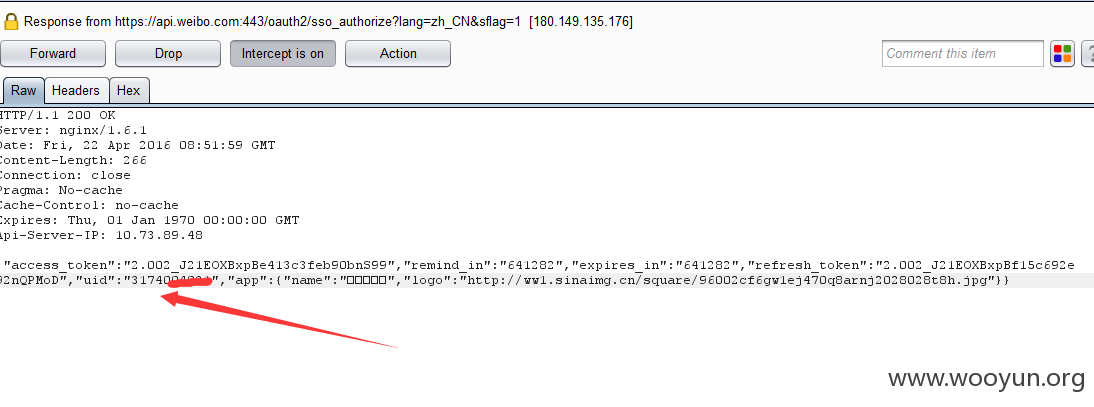 Response from https://api.weibo.com:443/oauth2/sso_authorize?lang=zh_CN&sflag=1 [180.149.135.176]
Forward Drop Intercept is on Action Comment this item ?
Raw Headers Hex
HTTP/1.1 200 OK
Server: nginx/1.6.1
Date: Fri, 22 Apr 2016 08:51:59 GMT
Content-Length: 266
Connection: close
Pragma: No-cache
Cache-Control: no-cache
Expires: Thu, 01 Jan 1970 00:00:00 GMT
Api-Server-IP: 10.73.89.48
"access_token":"2.002_J21EOXBxpBe413c3feb90bnS99","remind_in":"641282","expires_in":"641282","refresh_token":"2.002_J21EOXBxpBf15c692e
92nQPMoD","uid":"3174","app":{"name":"□□□□□","logo":"http://ww1.sinaimg.cn/square/96002cf6gw1ej470q8arnj2028028t8h.jpg"}}
www.wooyun.org